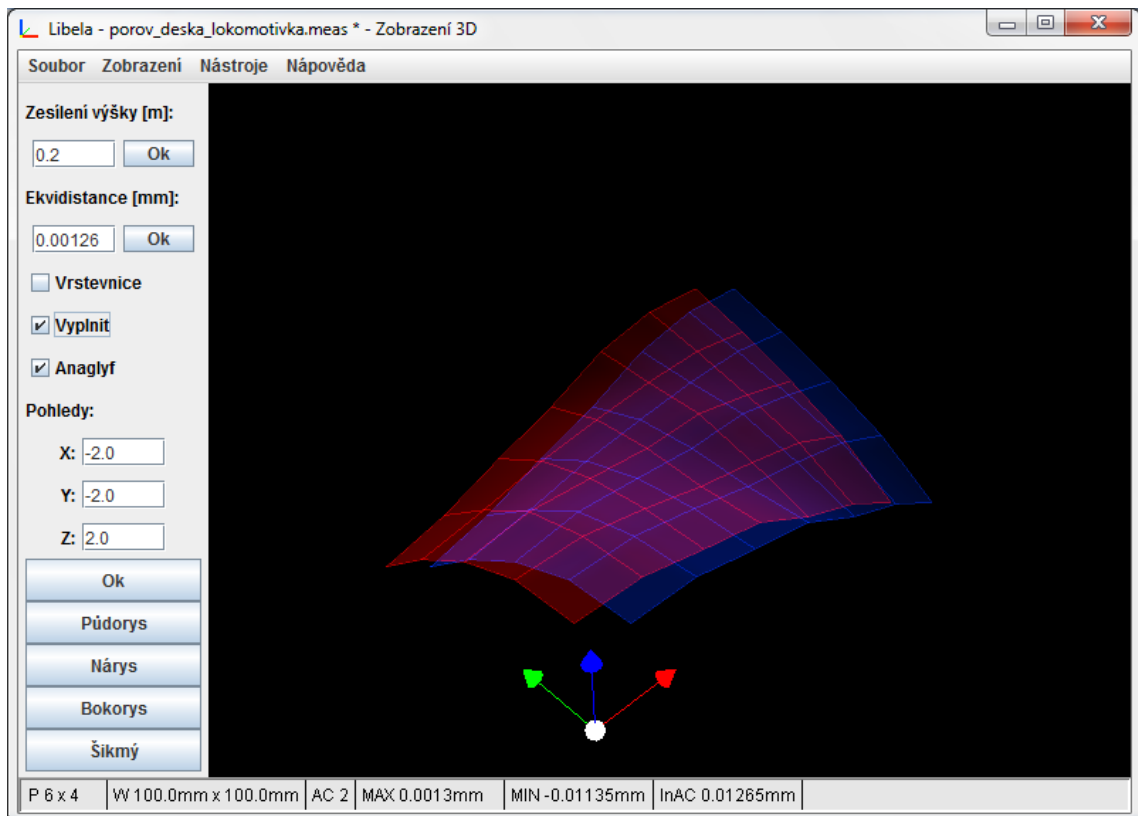 Libela - porov_deska_lokomotivka.meas * - Zobrazení 3D
Soubor Zobrazení Nástroje Nápověda
Zesílení výšky [m]:
0.2 Ok
Ekvidistance [mm]:
0.00126 Ok
Vrstevnice
Vyplnit
Anaglyf
Pohledy:
X: -2.0
Y: -2.0
Z: 2.0
Ok
Půdorys
Nárys
Bokorys
Šikmý
P 6 x 4 W 100.0mm x 100.0mm AC 2 MAX 0.0013mm MIN -0.01135mm InAC 0.01265mm